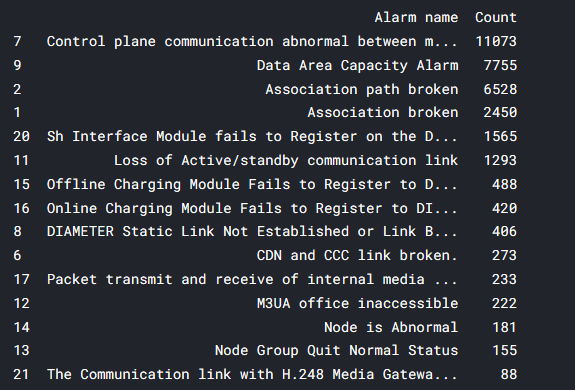 Alarm name Count
7 Control plane communication abnormal between m... 11073
9 Data Area Capacity Alarm 7755
2 Association path broken 6528
1 Association broken 2450
20 Sh Interface Module fails to Register on the D... 1565
11 Loss of Active/standby communication link 1293
15 Offline Charging Module Fails to Register to D... 488
16 Online Charging Module Fails to Register to DI... 420
8 DIAMETER Static Link Not Established or Link B... 406
6 CDN and CCC link broken. 273
17 Packet transmit and receive of internal media ... 233
12 M3UA office inaccessible 222
14 Node is Abnormal 181
13 Node Group Quit Normal Status 155
21 The Communication link with H.248 Media Gatewa... 88